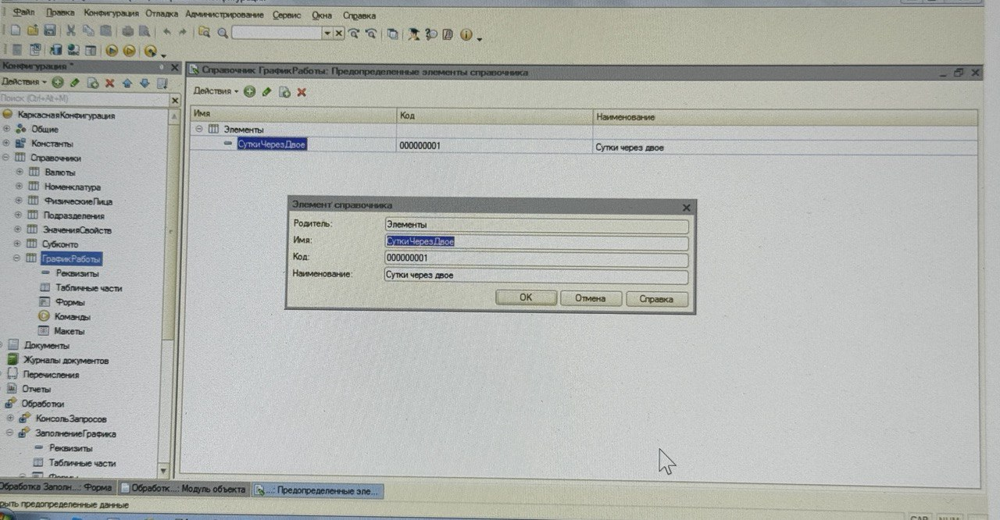 Файл Правка Конфигурация Отладка Администрирование Сервис Окна Справка
Конфигурация *
Действия
Поиск (Ctrl+Alt+M)
КаркаснаяКонфигурация
Общие
Константы
Справочники
Валюты
Номенклатура
ФизическиеЛица
Подразделения
ЗначенияСвойств
Субконто
ГрафикРаботы
Реквизиты
Табличные части
Формы
Команды
Макеты
Документы
Журналы документов
Перечисления
Отчеты
Обработки
КонсольЗапросов
ЗаполнениеГрафика
Реквизиты
Табличные части
Справочник ГрафикРаботы: Предопределенные элементы справочника
Действия
Имя Код Наименование
Элементы
СуткиЧерезДвое 000000001 Сутки через двое
Элемент справочника
Родитель: Элементы
Имя: СуткиЧерезДвое
Код: 000000001
Наименование: Сутки через двое
OK Отмена Справка
Обработка Заполн...: Форма Обработк...: Модуль объекта ...: Предопределенные эле...
рыть предопределенные данные
CAP NUM